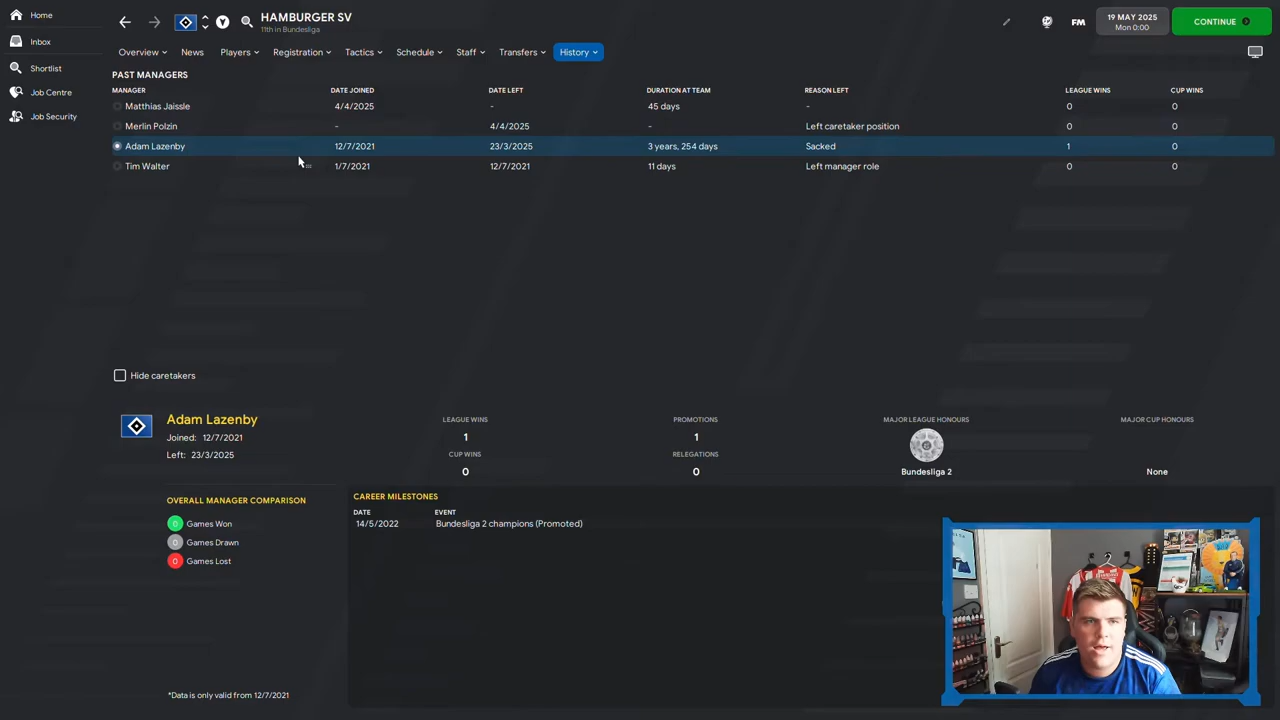 Home
HAMBURGER SV
11th in Bundesliga
FM
19 MAY 2025
Mon 0:00
CONTINUE
Inbox
Overview News Players Registration Tactics Schedule Staff Transfers History
Shortlist
PAST MANAGERS
Job Centre
MANAGER DATE JOINED DATE LEFT DURATION AT TEAM REASON LEFT LEAGUE WINS CUP WINS
Matthias Jaissle 4/4/2025 - 45 days - 0 0
Job Security
Merlin Polzin - 4/4/2025 - Left caretaker position 0 0
Adam Lazenby 12/7/2021 23/3/2025 3 years, 254 days Sacked 1 0
Tim Walter 1/7/2021 12/7/2021 11 days Left manager role 0 0
Hide caretakers
Adam Lazenby
Joined: 12/7/2021
Left: 23/3/2025
LEAGUE WINS
1
CUP WINS
0
PROMOTIONS
1
RELEGATIONS
0
MAJOR LEAGUE HONOURS
Bundesliga 2
MAJOR CUP HONOURS
None
OVERALL MANAGER COMPARISON
0 Games Won
0 Games Drawn
0 Games Lost
*Data is only valid from 12/7/2021
CAREER MILESTONES
DATE EVENT
14/5/2022 Bundesliga 2 champions (Promoted)